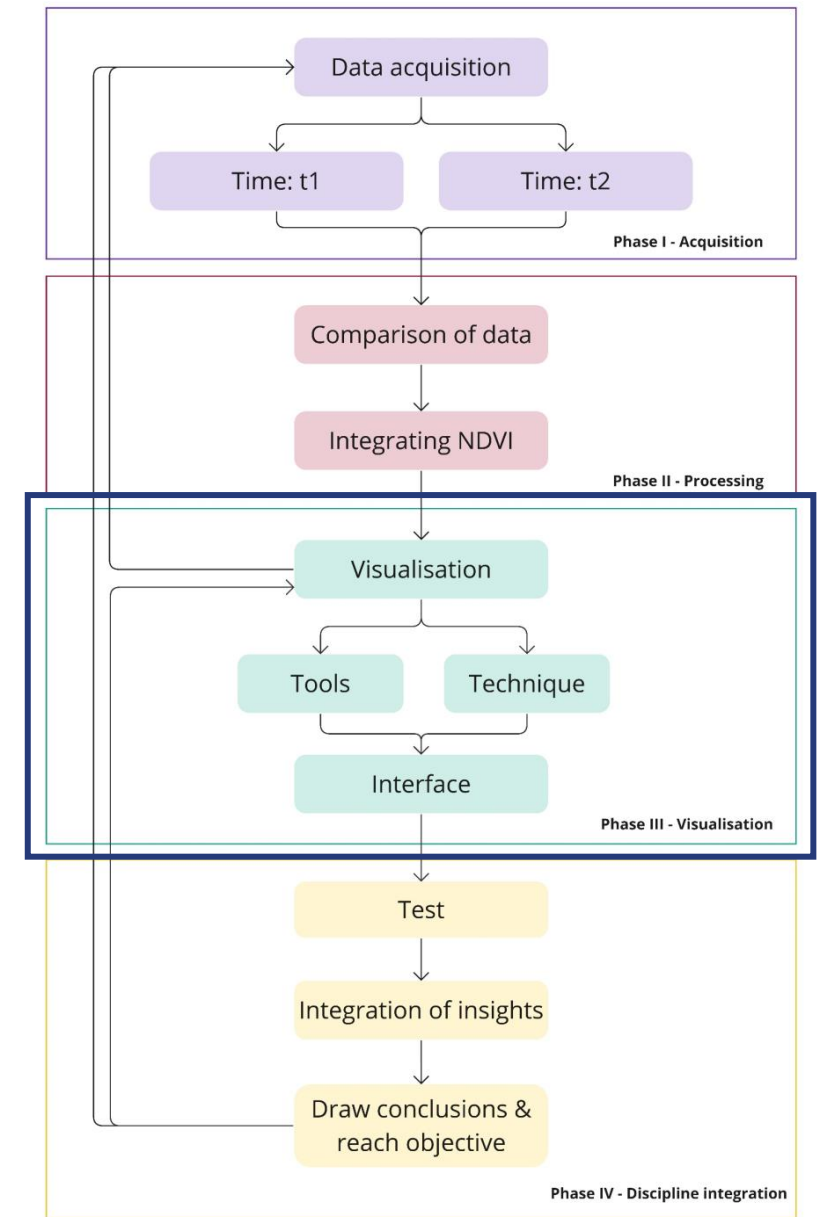 Data acquisition
Time: t1
Time: t2
Phase I - Acquisition
Comparison of data
Integrating NDVI
Phase II - Processing
Visualisation
Tools
Technique
Interface
Phase III - Visualisation
Test
Integration of insights
Draw conclusions &
reach objective
Phase IV - Discipline integration